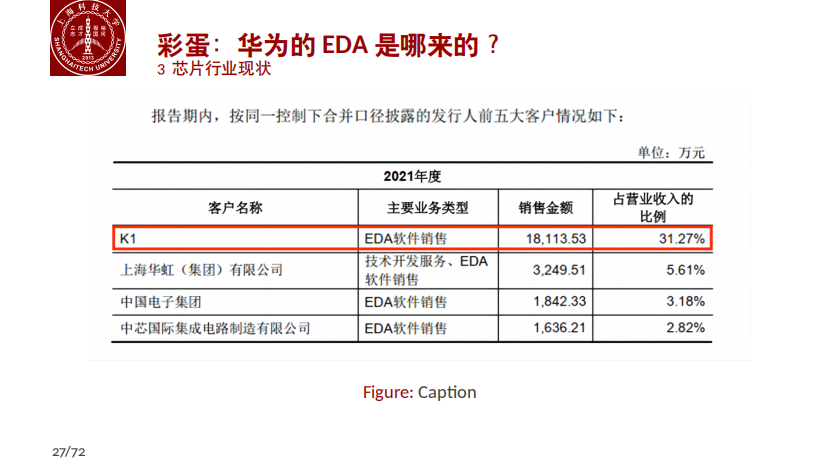 上海科技大学
立志成才报国裕民
SHANGHAITECH UNIVERSITY
2013
彩蛋：华为的 EDA 是哪来的？
3 芯片行业现状
报告期内，按同一控制下合并口径披露的发行人前五大客户情况如下：
单位：万元
2021年度
客户名称 主要业务类型 销售金额 占营业收入的
比例
K1 EDA软件销售 18,113.53 31.27%
上海华虹（集团）有限公司 技术开发服务、EDA
软件销售 3,249.51 5.61%
中国电子集团 EDA软件销售 1,842.33 3.18%
中芯国际集成电路制造有限公司 EDA软件销售 1,636.21 2.82%
Figure: Caption
27/72